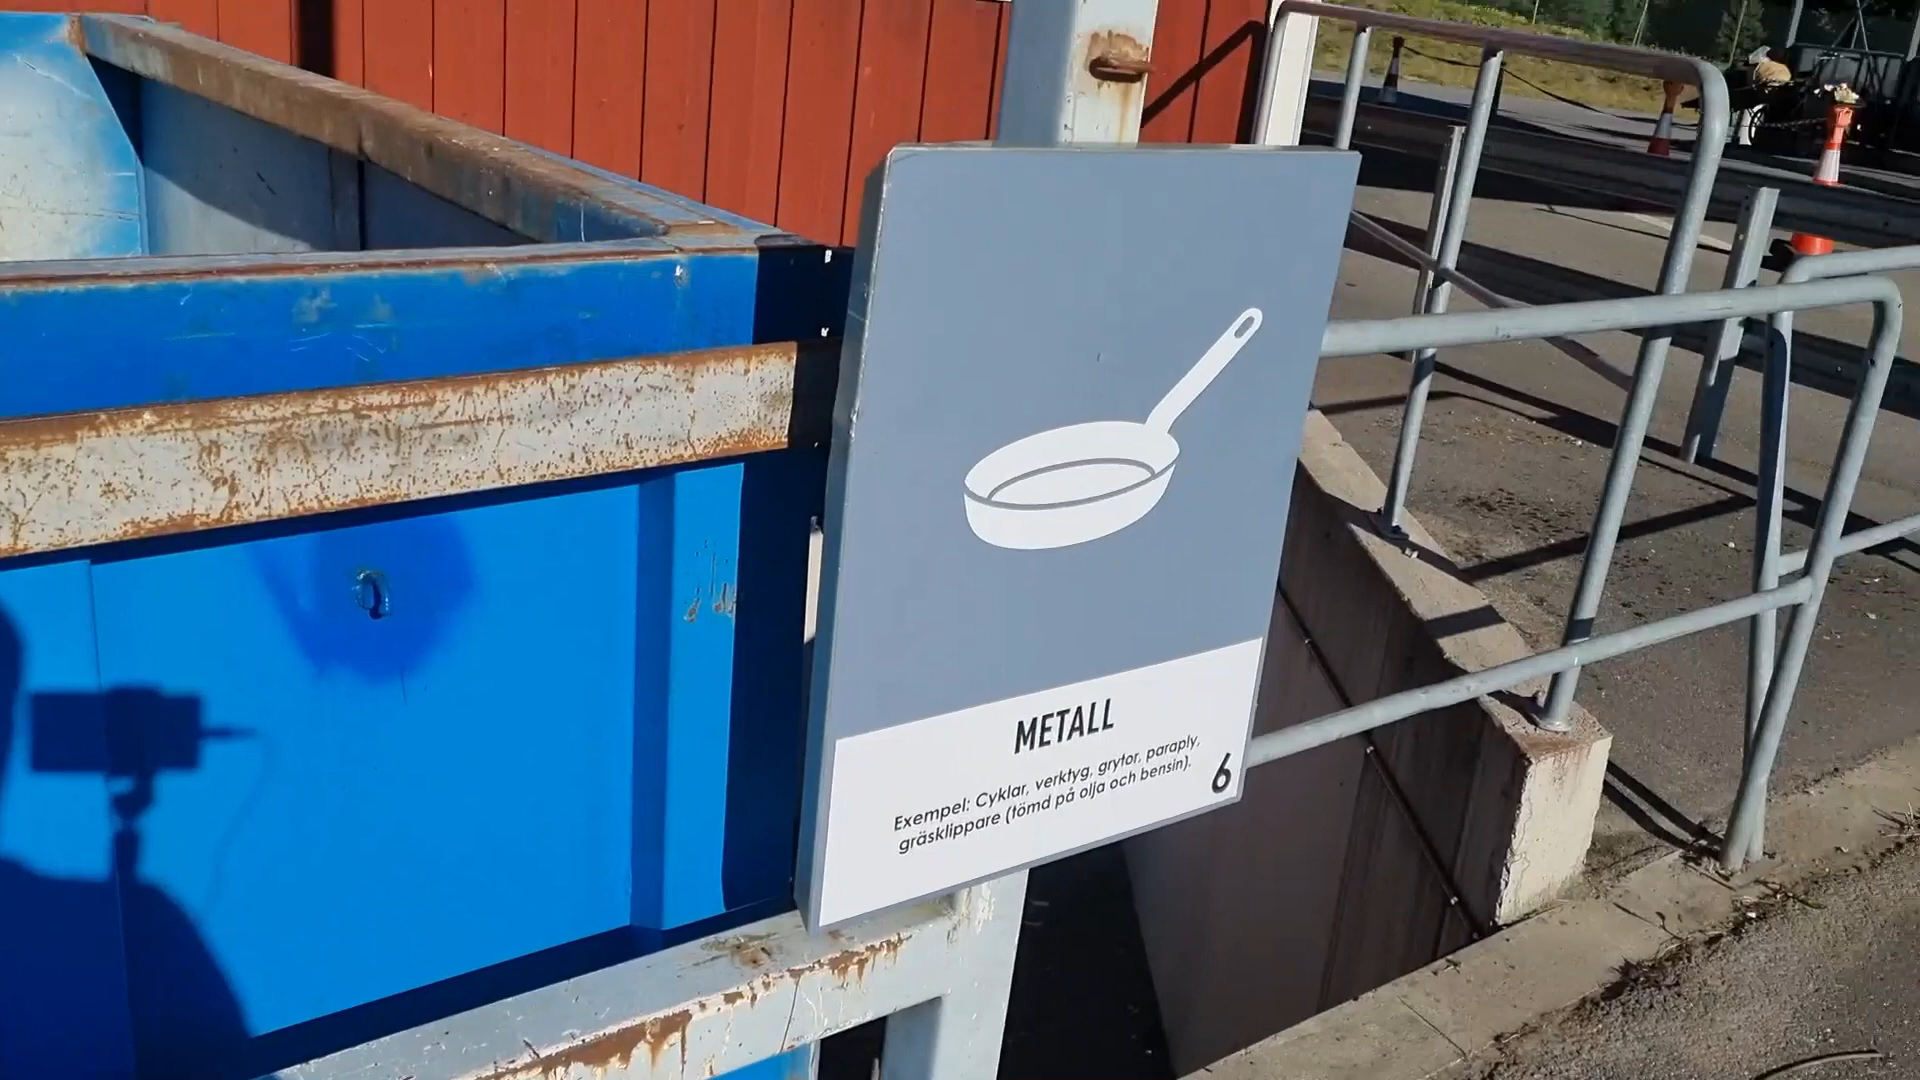 METALL
Exempel: Cyklar, verktyg, grytor, paraply,
gräsklippare (tömd på olja och bensin).
6